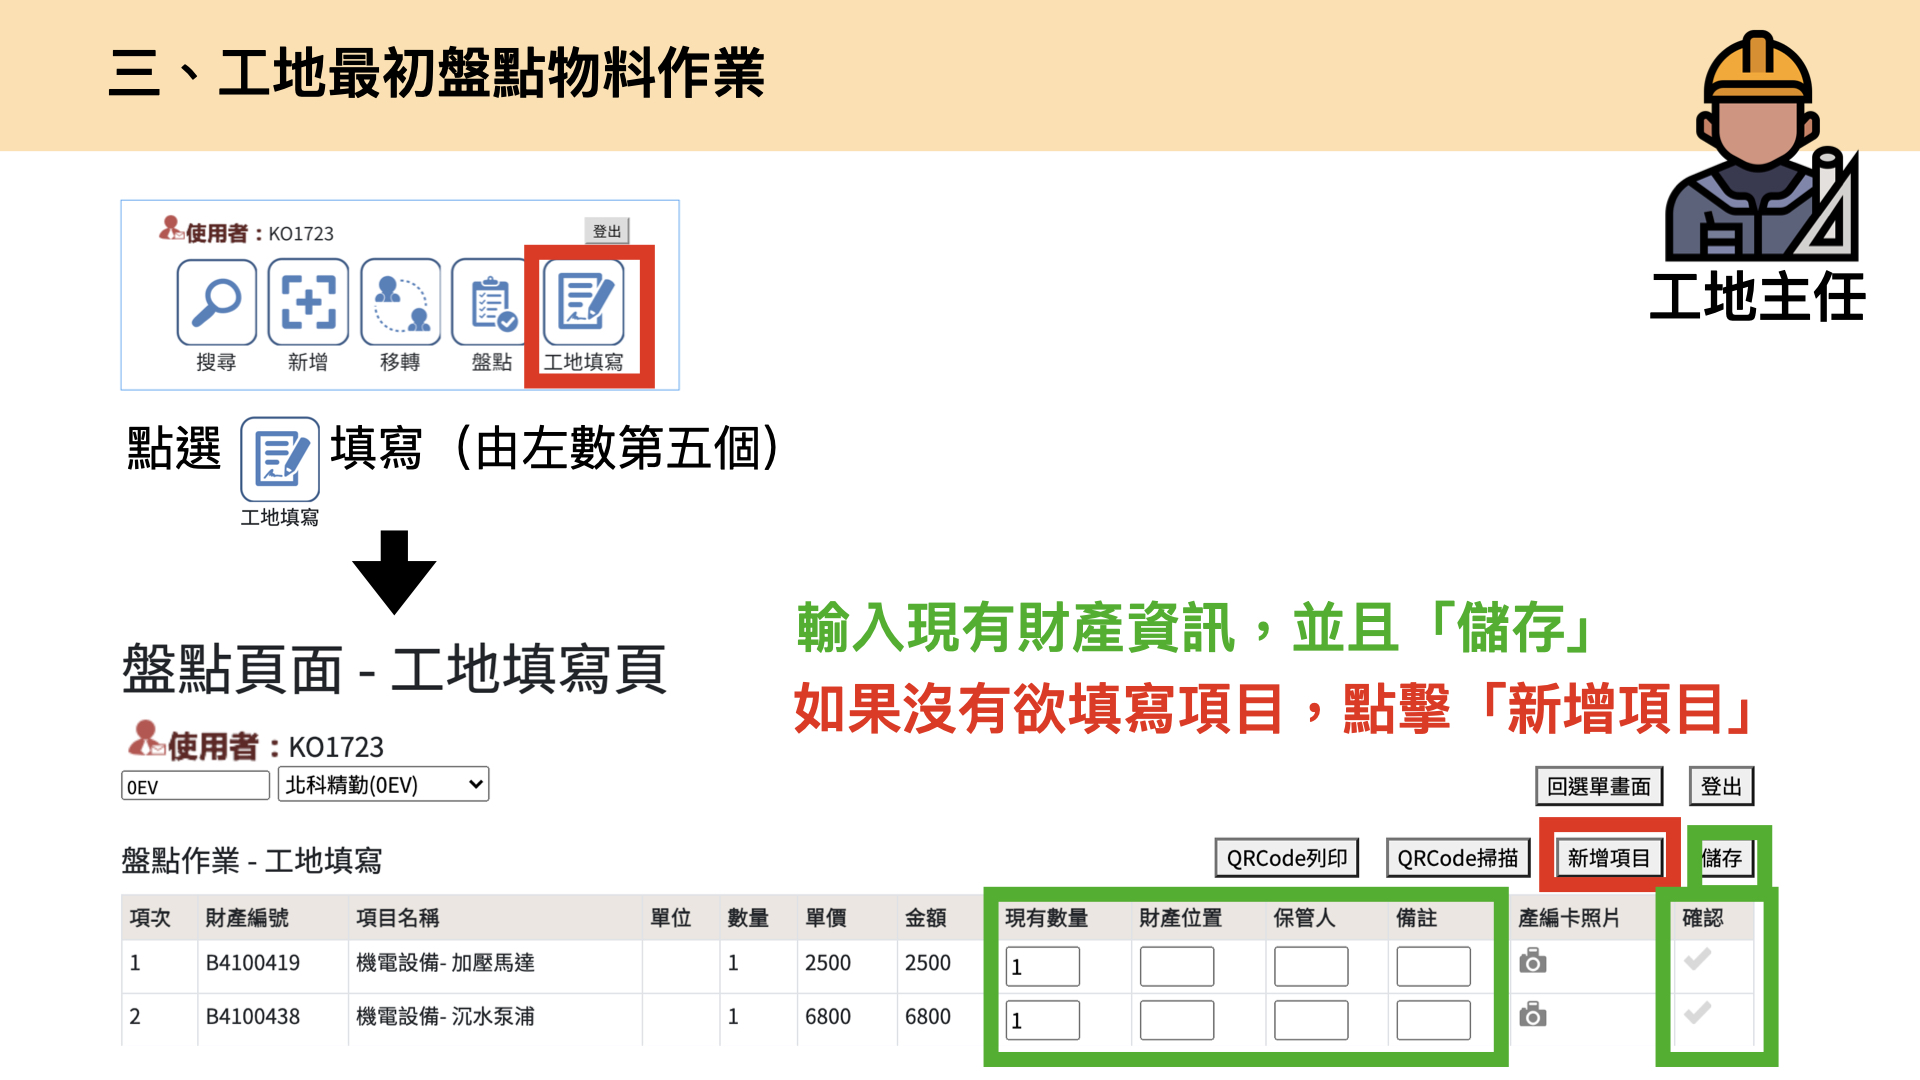 三、工地最初盤點物料作業
工地主任
使用者：KO1723
登出
搜尋 新增 移轉 盤點 工地填寫
點選 填寫（由左數第五個）
工地填寫
輸入現有財產資訊，並且「儲存」
盤點頁面 - 工地填寫頁
如果沒有欲填寫項目，點擊「新增項目」
使用者：KO1723
0EV 北科精勤(0EV) 回選單畫面 登出
盤點作業 - 工地填寫 QRCode列印 QRCode掃描 新增項目 儲存
項次 財產編號 項目名稱 單位 數量 單價 金額 現有數量 財產位置 保管人 備註 產編卡照片 確認
1 B4100419 機電設備- 加壓馬達 1 2500 2500 1
2 B4100438 機電設備- 沉水泵浦 1 6800 6800 1